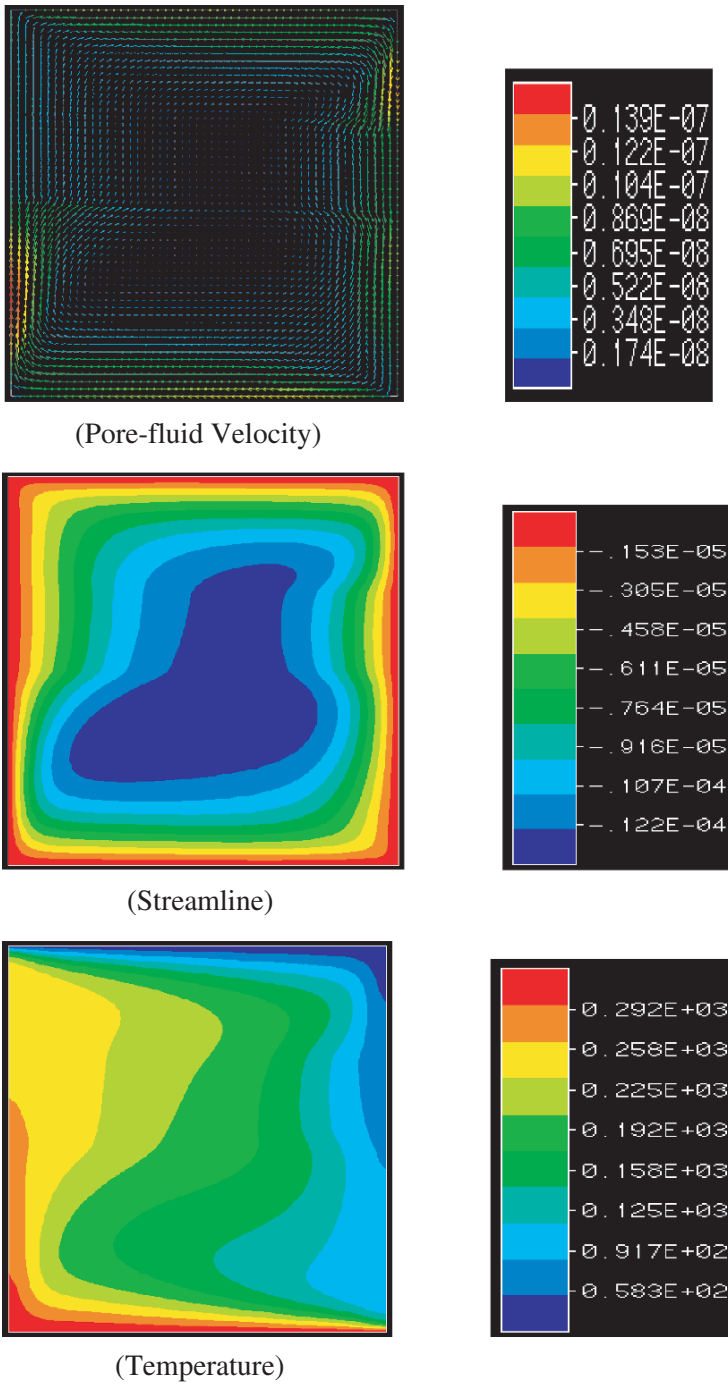 0.139E-07
0.122E-07
0.104E-07
0.869E-08
0.695E-08
0.522E-08
0.348E-08
0.174E-08
(Pore-fluid Velocity)
-.153E-05
-.305E-05
-.458E-05
-.611E-05
-.764E-05
-.916E-05
-.107E-04
-.122E-04
(Streamline)
0.292E+03
0.258E+03
0.225E+03
0.192E+03
0.158E+03
0.125E+03
0.917E+02
0.583E+02
(Temperature)